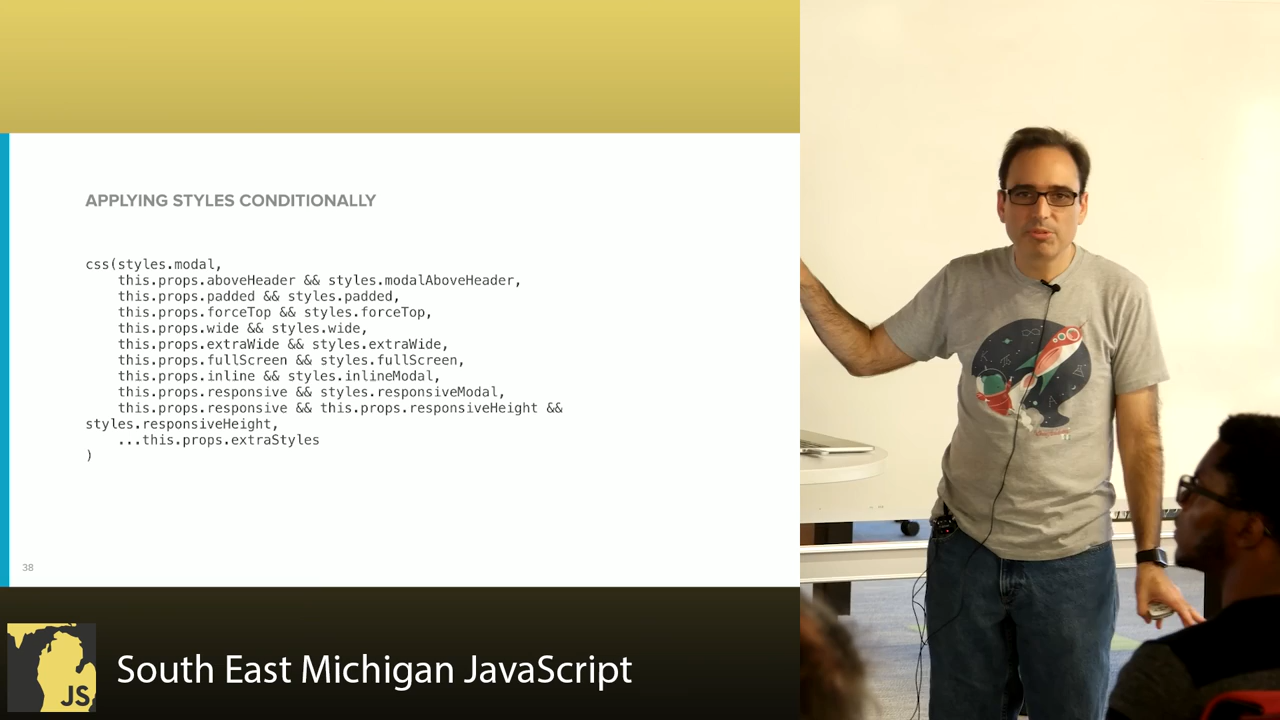 APPLYING STYLES CONDITIONALLY
css(styles.modal,
this.props.aboveHeader && styles.modalAboveHeader,
this.props.padded && styles.padded,
this.props.forceTop && styles.forceTop,
this.props.wide && styles.wide,
this.props.extraWide && styles.extraWide,
this.props.fullScreen && styles.fullScreen,
this.props.inline && styles.inlineModal,
this.props.responsive && styles.responsiveModal,
this.props.responsive && this.props.responsiveHeight &&
styles.responsiveHeight,
...this.props.extraStyles
)
38
JS
South East Michigan JavaScript